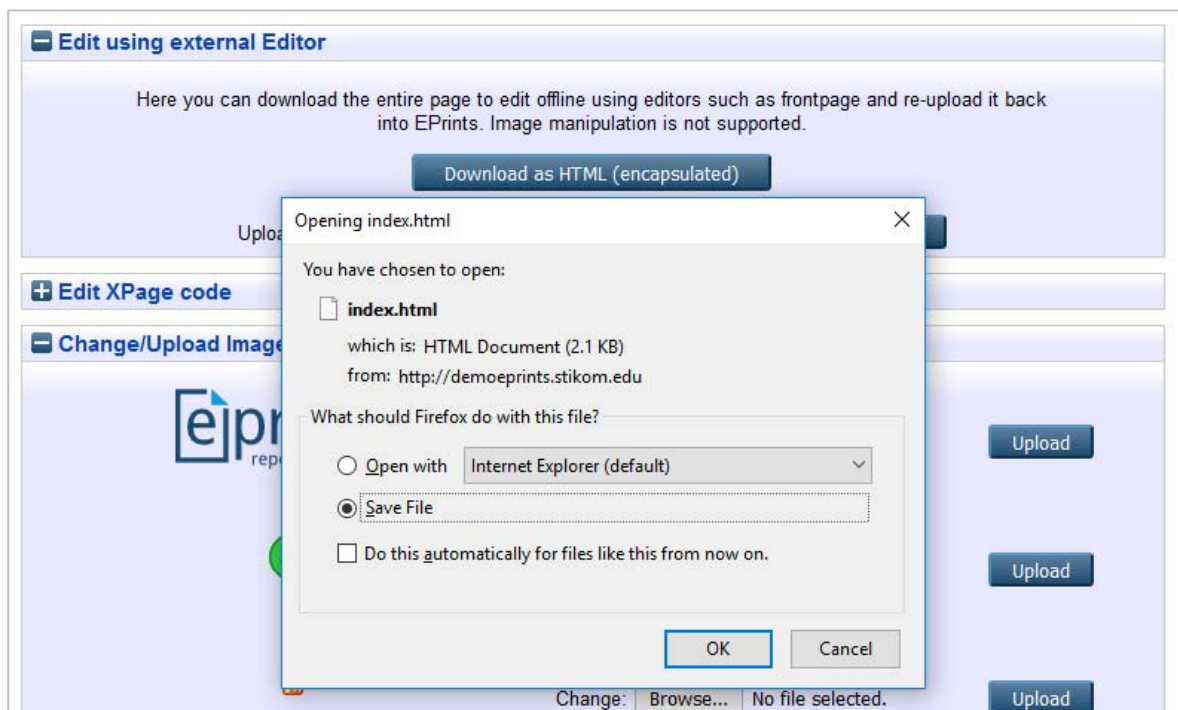 Edit using external Editor
Here you can download the entire page to edit offline using editors such as frontpage and re-upload it back
into EPrints. Image manipulation is not supported.
Download as HTML (encapsulated)
Opening index.html
You have chosen to open:
index.html
which is: HTML Document (2.1 KB)
from: http://demoeprints.stikom.edu
What should Firefox do with this file?
Open with Internet Explorer (default)
Save File
Do this automatically for files like this from now on.
OK Cancel
Edit XPage code
Change/Upload Image
Upload
Upload
Change: Browse... No file selected. Upload